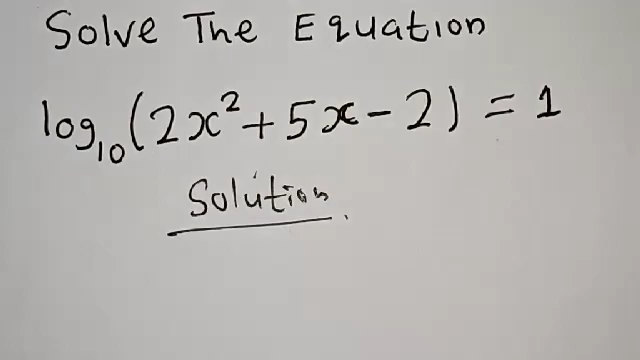 Solve The Equation
log₁₀(2x² + 5x - 2) = 1
Solution